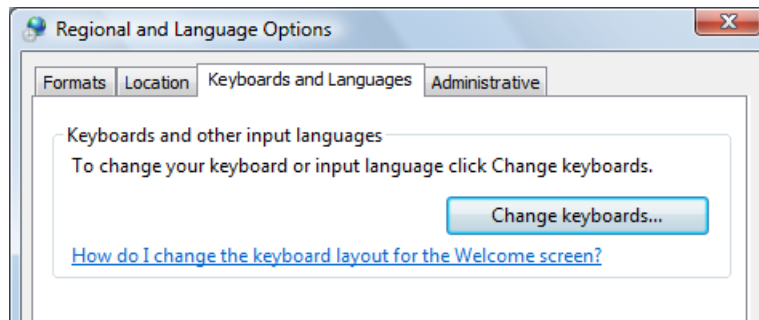 Regional and Language Options
Formats Location Keyboards and Languages Administrative
Keyboards and other input languages
To change your keyboard or input language click Change keyboards.
Change keyboards...
How do I change the keyboard layout for the Welcome screen?